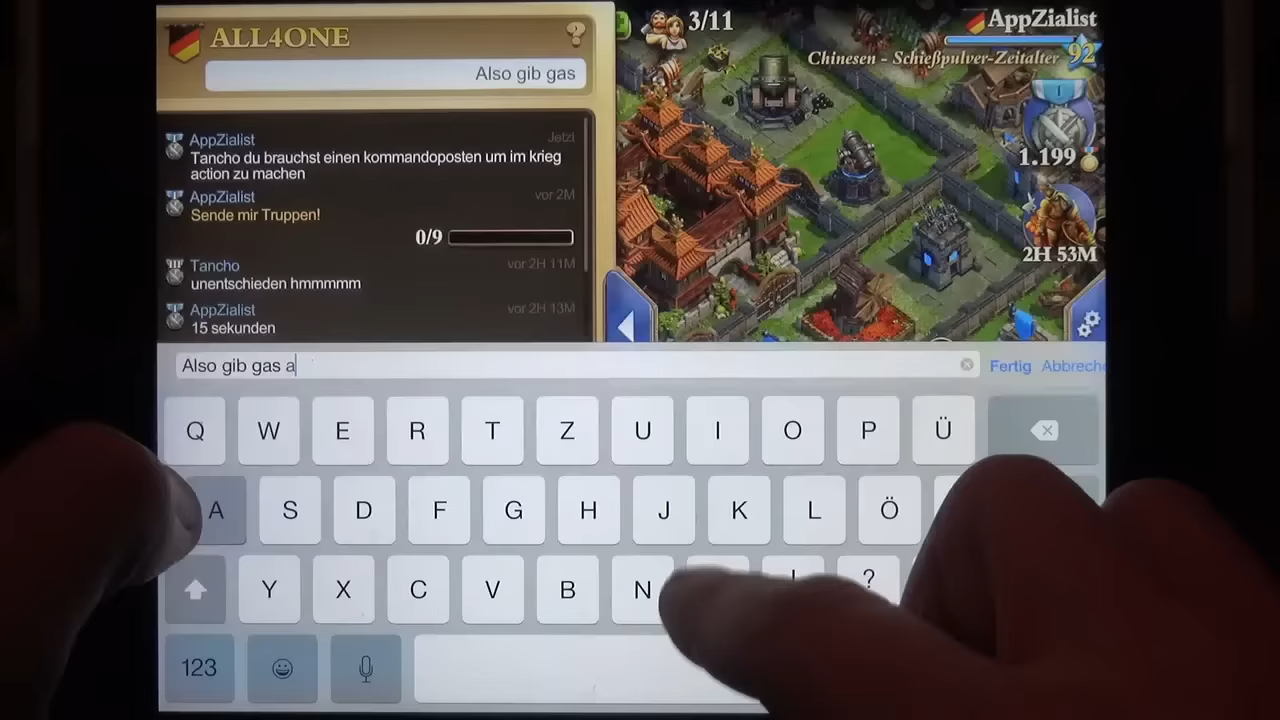 ALL4ONE
?
Also gib gas
AppZialist
Jetzt
Tancho du brauchst einen kommandoposten um im krieg
action zu machen
AppZialist
vor 2M
Sende mir Truppen!
0/9
Tancho
vor 2H 11M
unentschieden hmmmmm
AppZialist
vor 2H 13M
15 sekunden
3/11
AppZialist
Chinesen - Schießpulver-Zeitalter
92
I
1.199
2H 53M
Also gib gas a
Fertig Abbreche
Q W E R T Z U I O P Ü
A S D F G H J K L Ö
Y X C V B N ! ?
123